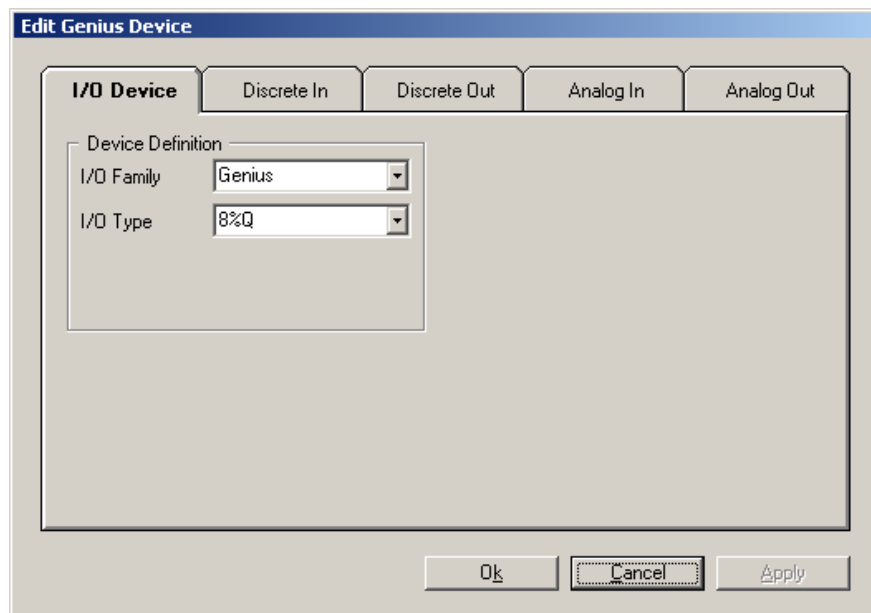 Edit Genius Device
I/O Device Discrete In Discrete Out Analog In Analog Out
Device Definition
I/O Family Genius
I/O Type 8%Q
Ok Cancel Apply